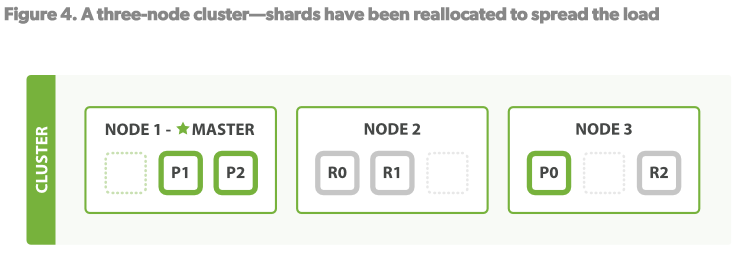 Figure 4. A three-node cluster—shards have been reallocated to spread the load
CLUSTER
NODE 1 - ★ MASTER
P1 P2
NODE 2
R0 R1
NODE 3
P0 R2